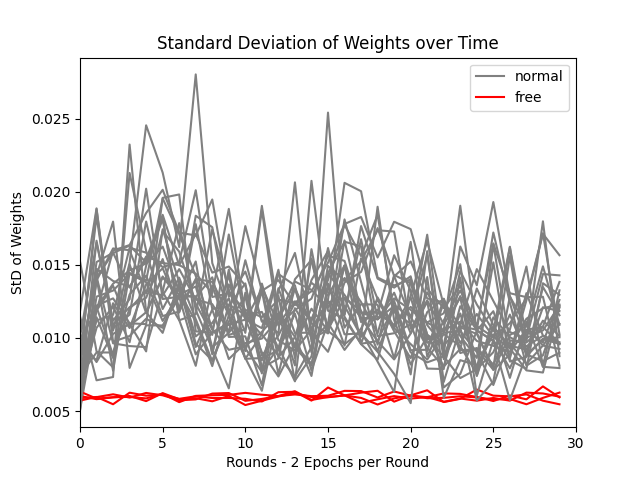 Standard Deviation of Weights over Time
normal
free
StD of Weights
0.025
0.020
0.015
0.010
0.005
0 5 10 15 20 25 30
Rounds - 2 Epochs per Round